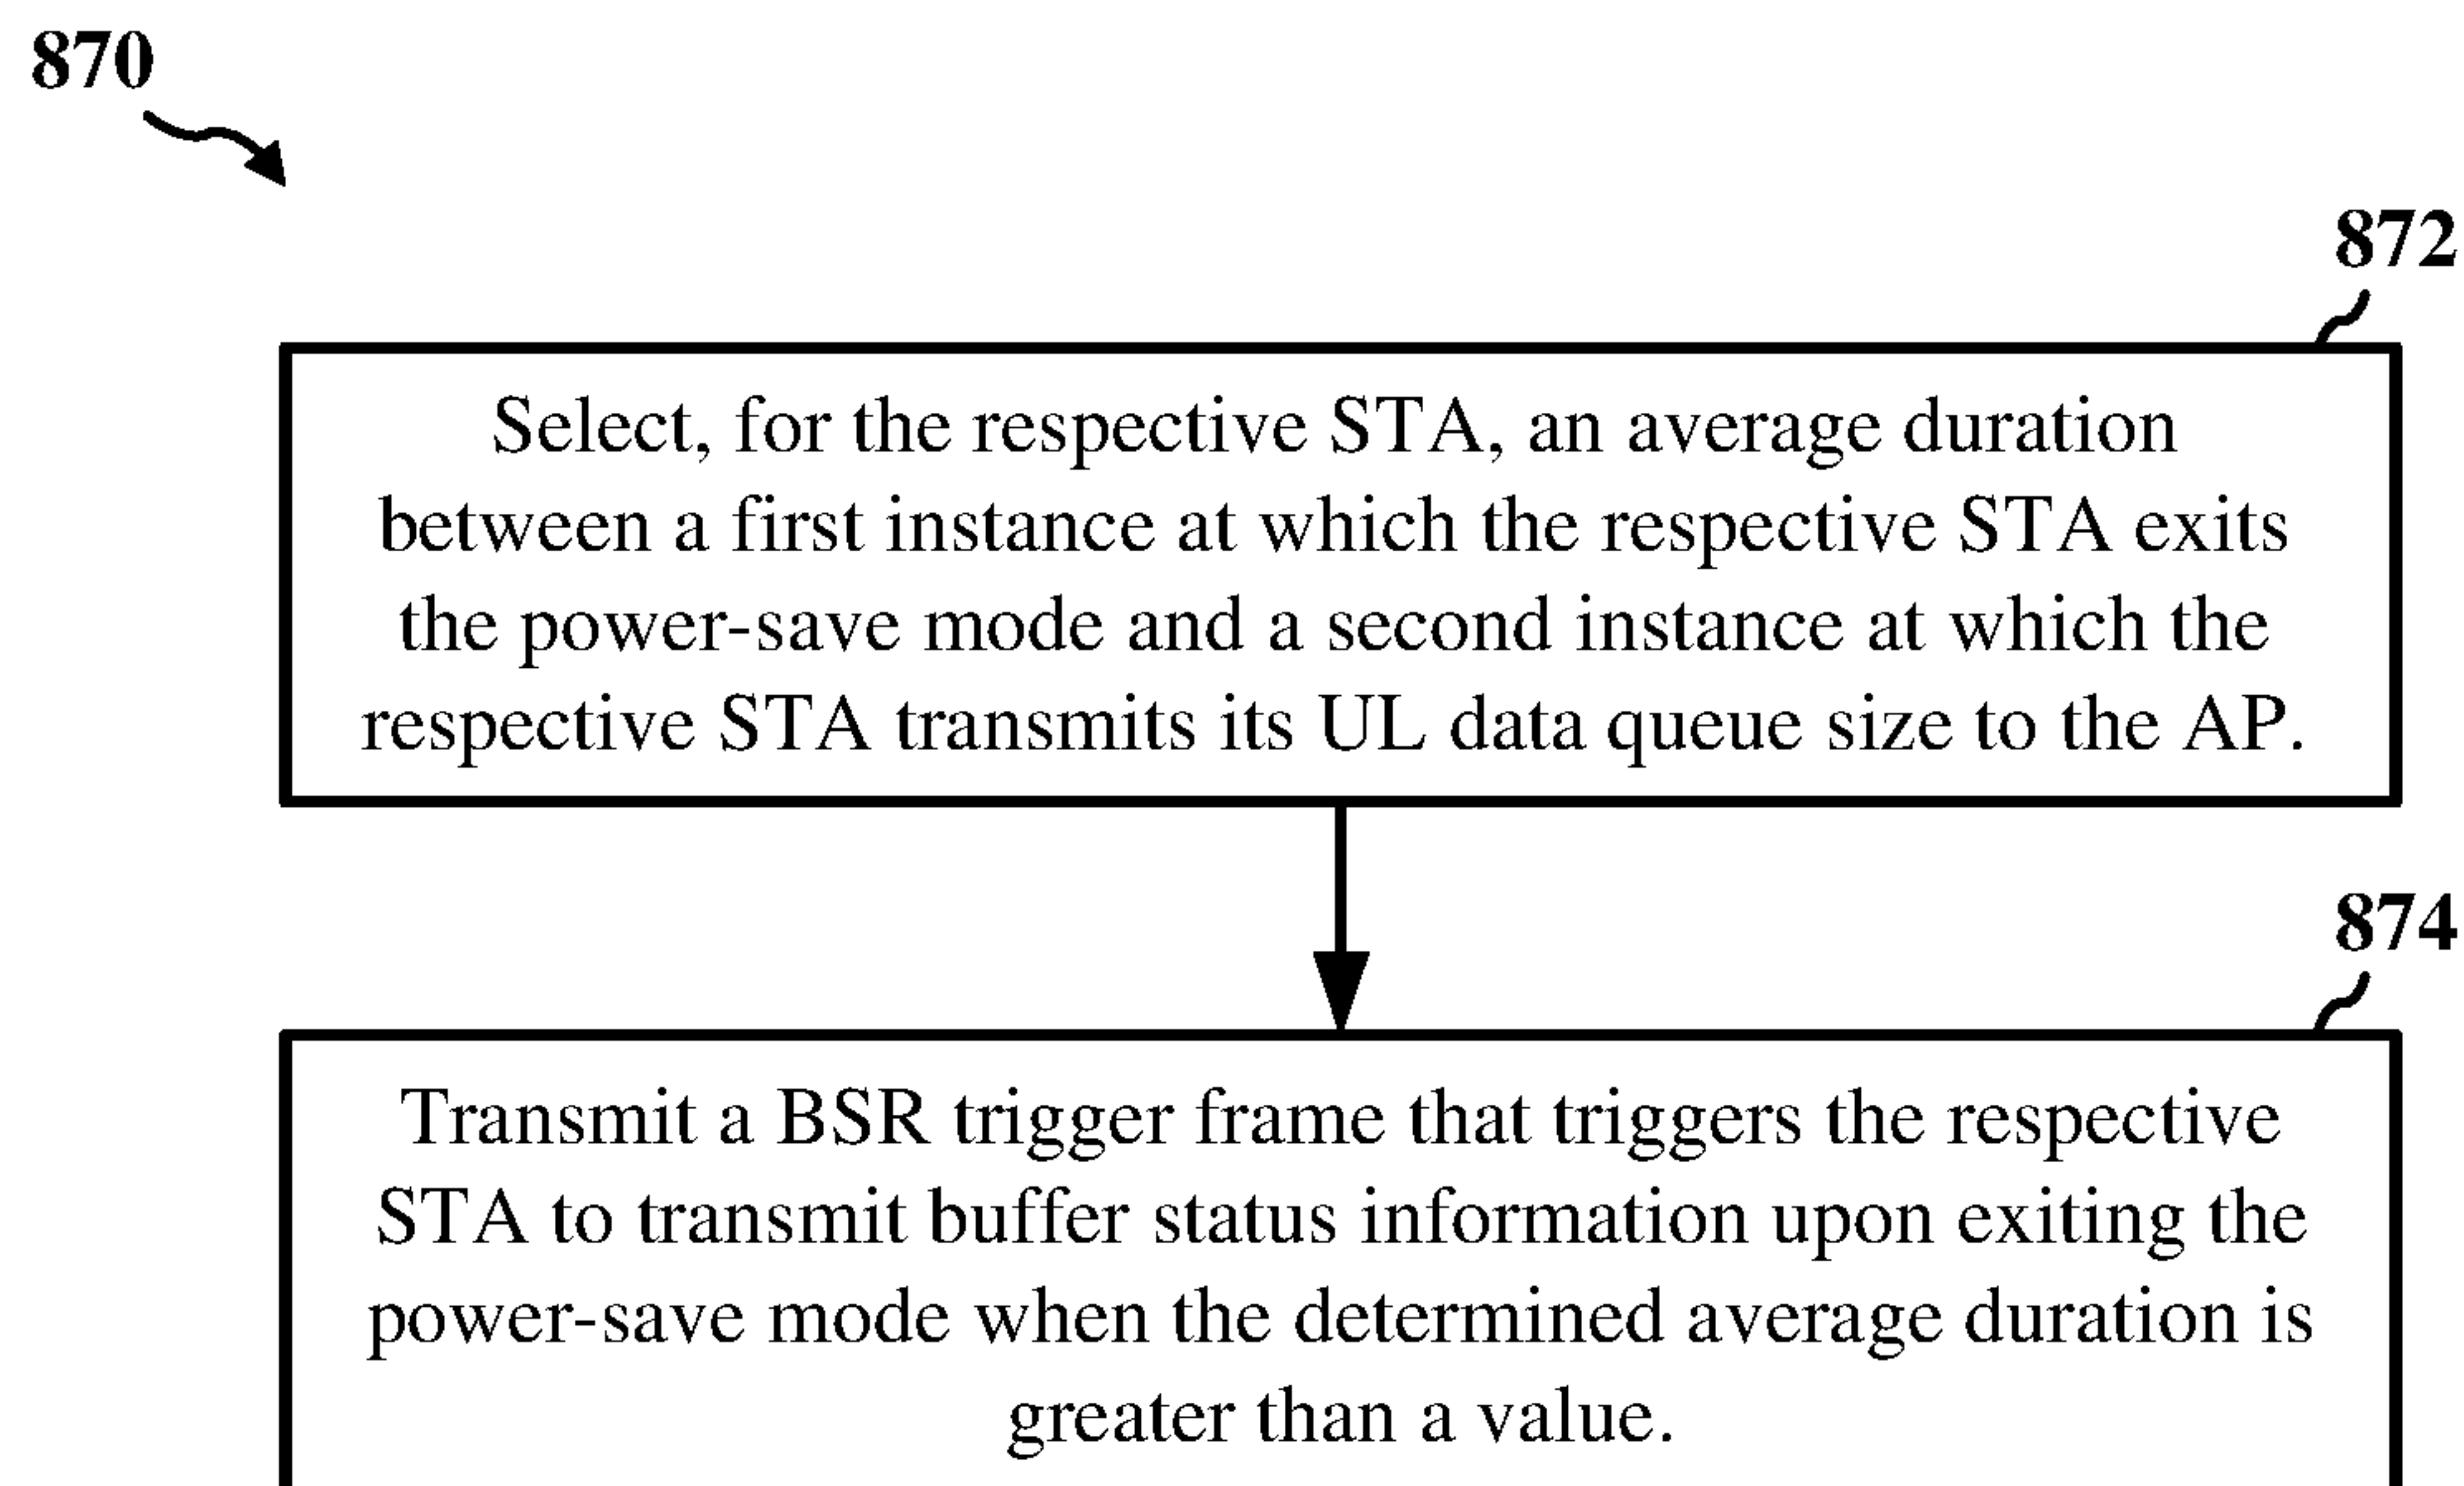 870
872
Select, for the respective STA, an average duration
between a first instance at which the respective STA exits
the power-save mode and a second instance at which the
respective STA transmits its UL data queue size to the AP.
874
Transmit a BSR trigger frame that triggers the respective
STA to transmit buffer status information upon exiting the
power-save mode when the determined average duration is
greater than a value.